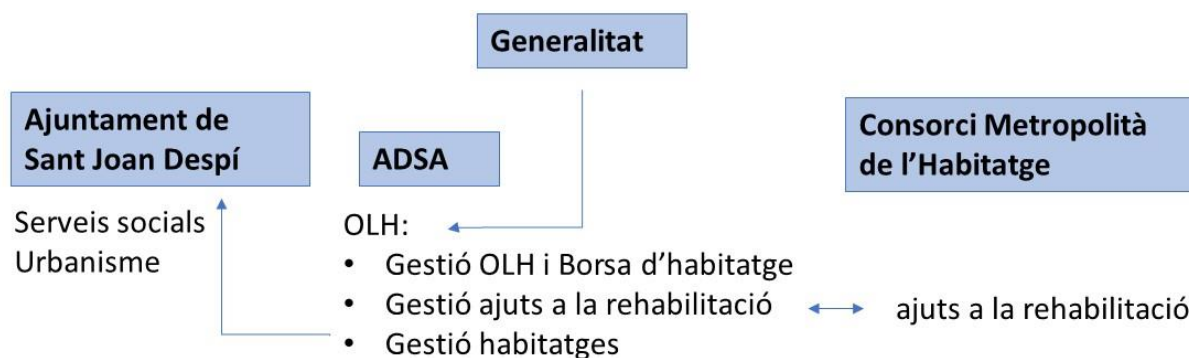 Generalitat
Ajuntament de
Sant Joan Despí
ADSA
Consorci Metropolità
de l'Habitatge
Serveis socials
Urbanisme
OLH:
• Gestió OLH i Borsa d'habitatge
• Gestió ajuts a la rehabilitació
• Gestió habitatges
ajuts a la rehabilitació